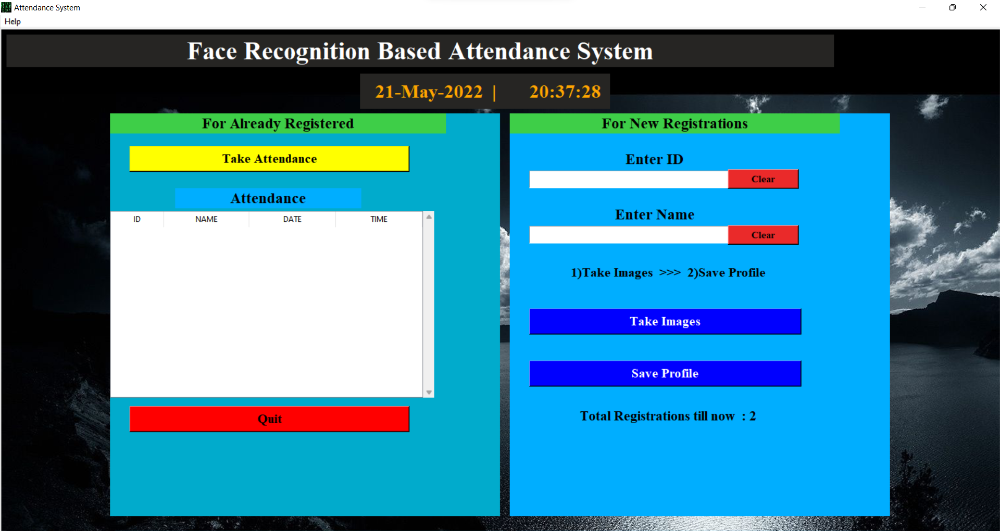 Attendance System
Help
Face Recognition Based Attendance System
21-May-2022 | 20:37:28
For Already Registered
Take Attendance
Attendance
ID NAME DATE TIME
Quit
For New Registrations
Enter ID
Clear
Enter Name
Clear
1)Take Images >>> 2)Save Profile
Take Images
Save Profile
Total Registrations till now : 2